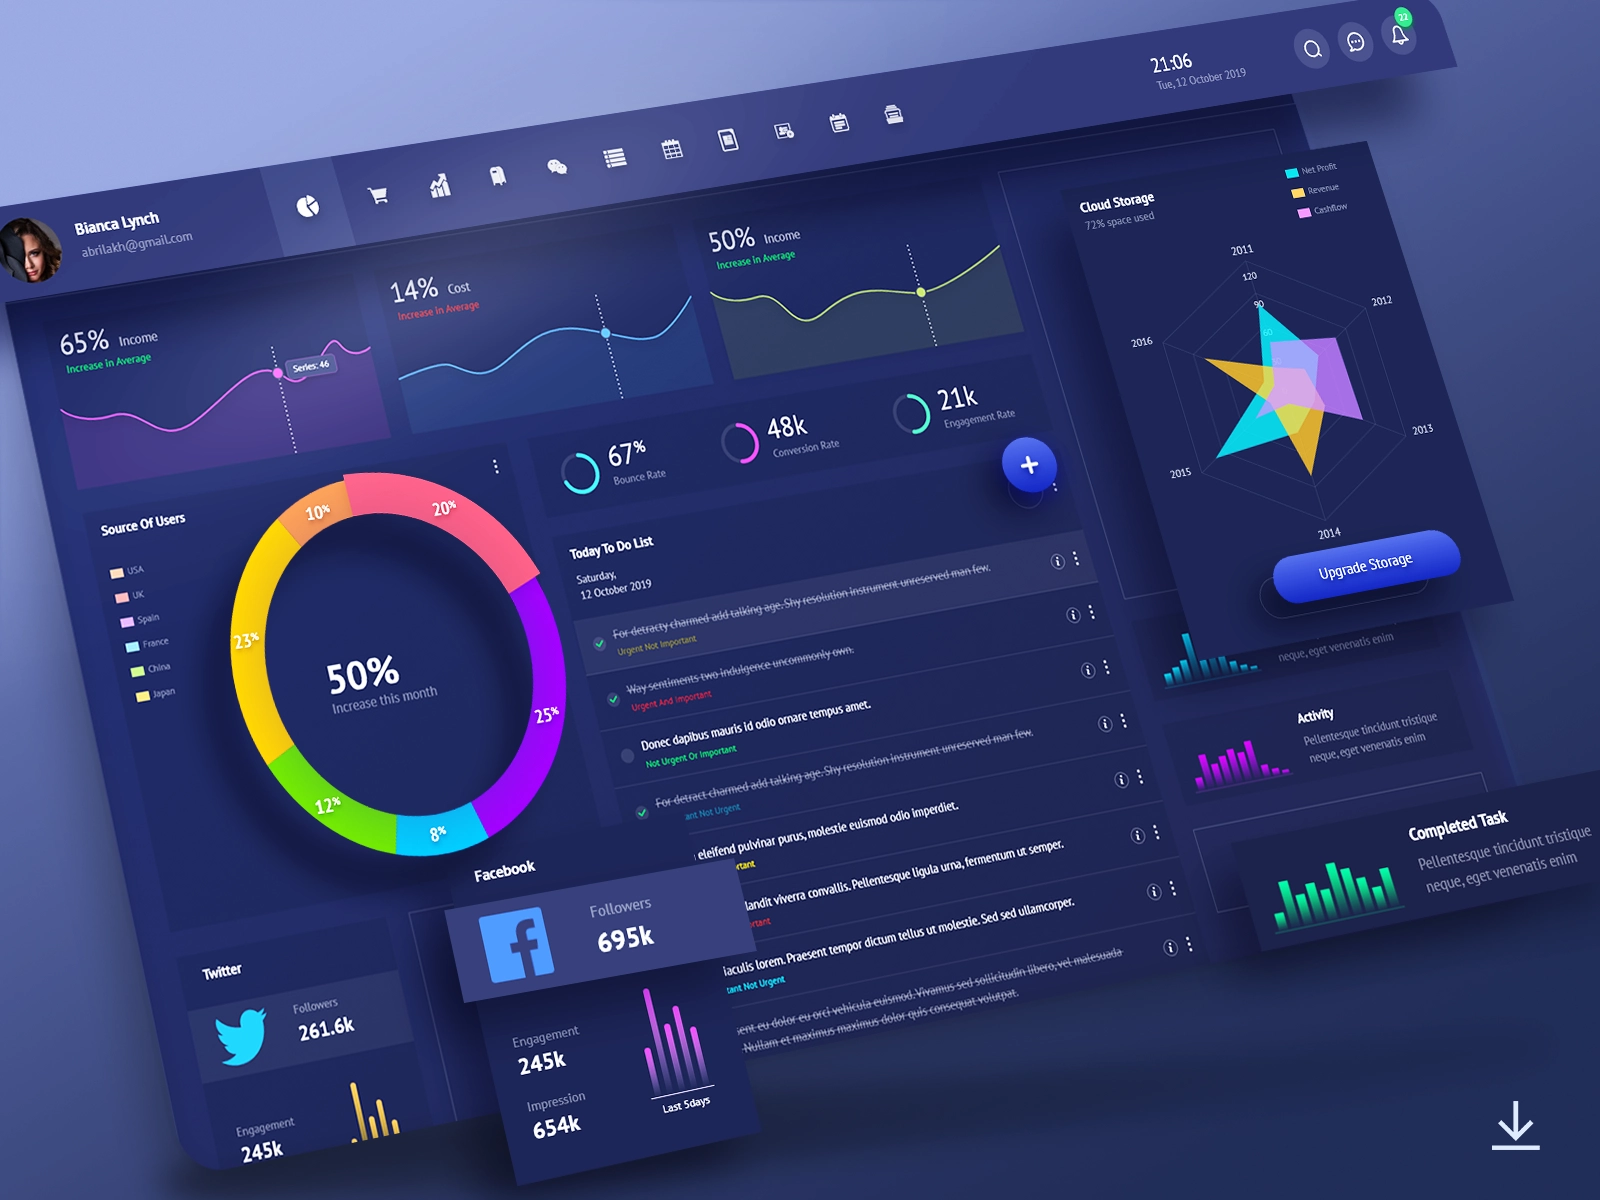 22
21:06
Tue, 12 October 2019
Bianca Lynch
abrilakh@gmail.com
65% Income
Increase in Average
Series: 46
14% Cost
Increase in Average
50% Income
Increase in Average
67% Bounce Rate
48k Conversion Rate
21k Engagement Rate
Cloud Storage
72% space used
Net Profit
Revenue
Cashflow
2011
120
90
60
2012
2013
2014
2015
2016
Upgrade Storage
Source Of Users
USA
UK
Spain
France
China
Japan
10%
20%
23%
25%
12%
8%
50%
Increase this month
Today To Do List
Saturday,
12 October 2019
For detracty charmed add talking age. Shy resolution instrument unreserved man few.
Urgent Not Important
Way sentiments two indulgence uncommonly own.
Urgent And Important
Donec dapibus mauris id odio ornare tempus amet.
Not Urgent Or Important
For detract charmed add talking age. Shy resolution instrument unreserved man few.
ant Not Urgent
eleifend pulvinar purus, molestie euismod odio imperdiet.
rtant
landit viverra convallis. Pellentesque ligula urna, fermentum ut semper.
ortant
iaculis lorem. Praesent tempor dictum tellus ut molestie. Sed sed ullamcorper.
tant Not Urgent
sent eu dolor eu orci vehicula euismod. Vivamus sed sollicitudin libero, vel malesuada
Nullam et maximus maximus dolor quis consequat volutpat.
neque, eget venenatis enim
Activity
Pellentesque tincidunt tristique
neque, eget venenatis enim
Completed Task
Pellentesque tincidunt tristique
neque, eget venenatis enim
Facebook
Followers
695k
Engagement
245k
Impression
654k
Last 5days
Twitter
Followers
261.6k
Engagement
245k